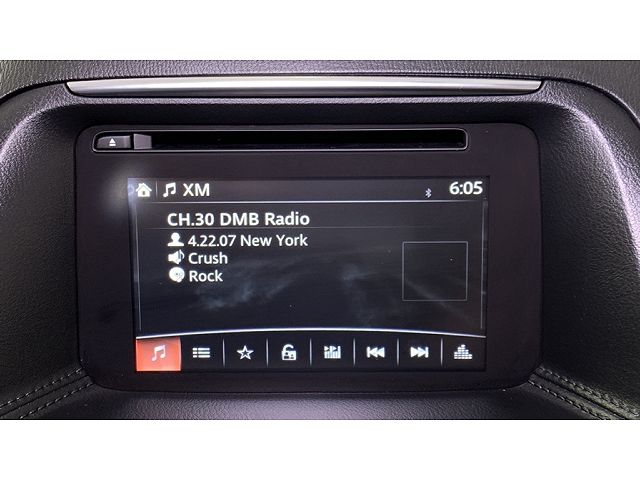 XM
6:05
CH.30 DMB Radio
4.22.07 New York
Crush
Rock